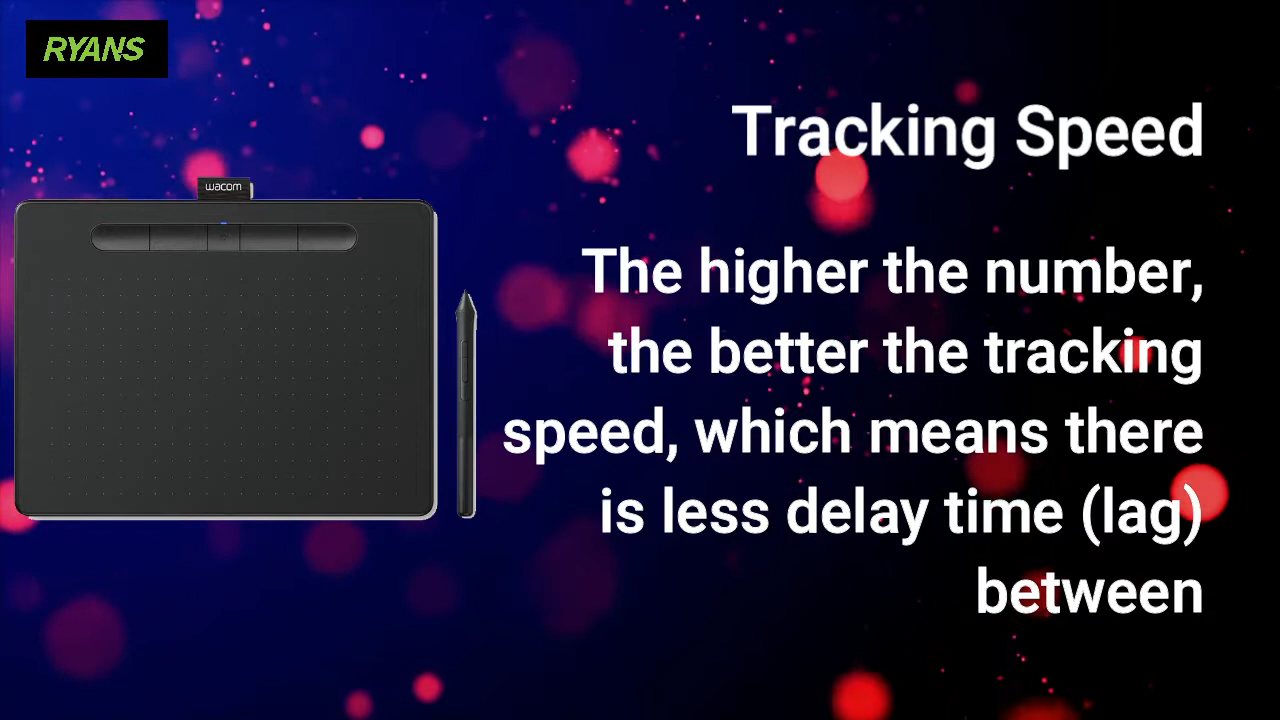 RYANS
Tracking Speed
wacom
The higher the number,
the better the tracking
speed, which means there
is less delay time (lag)
between